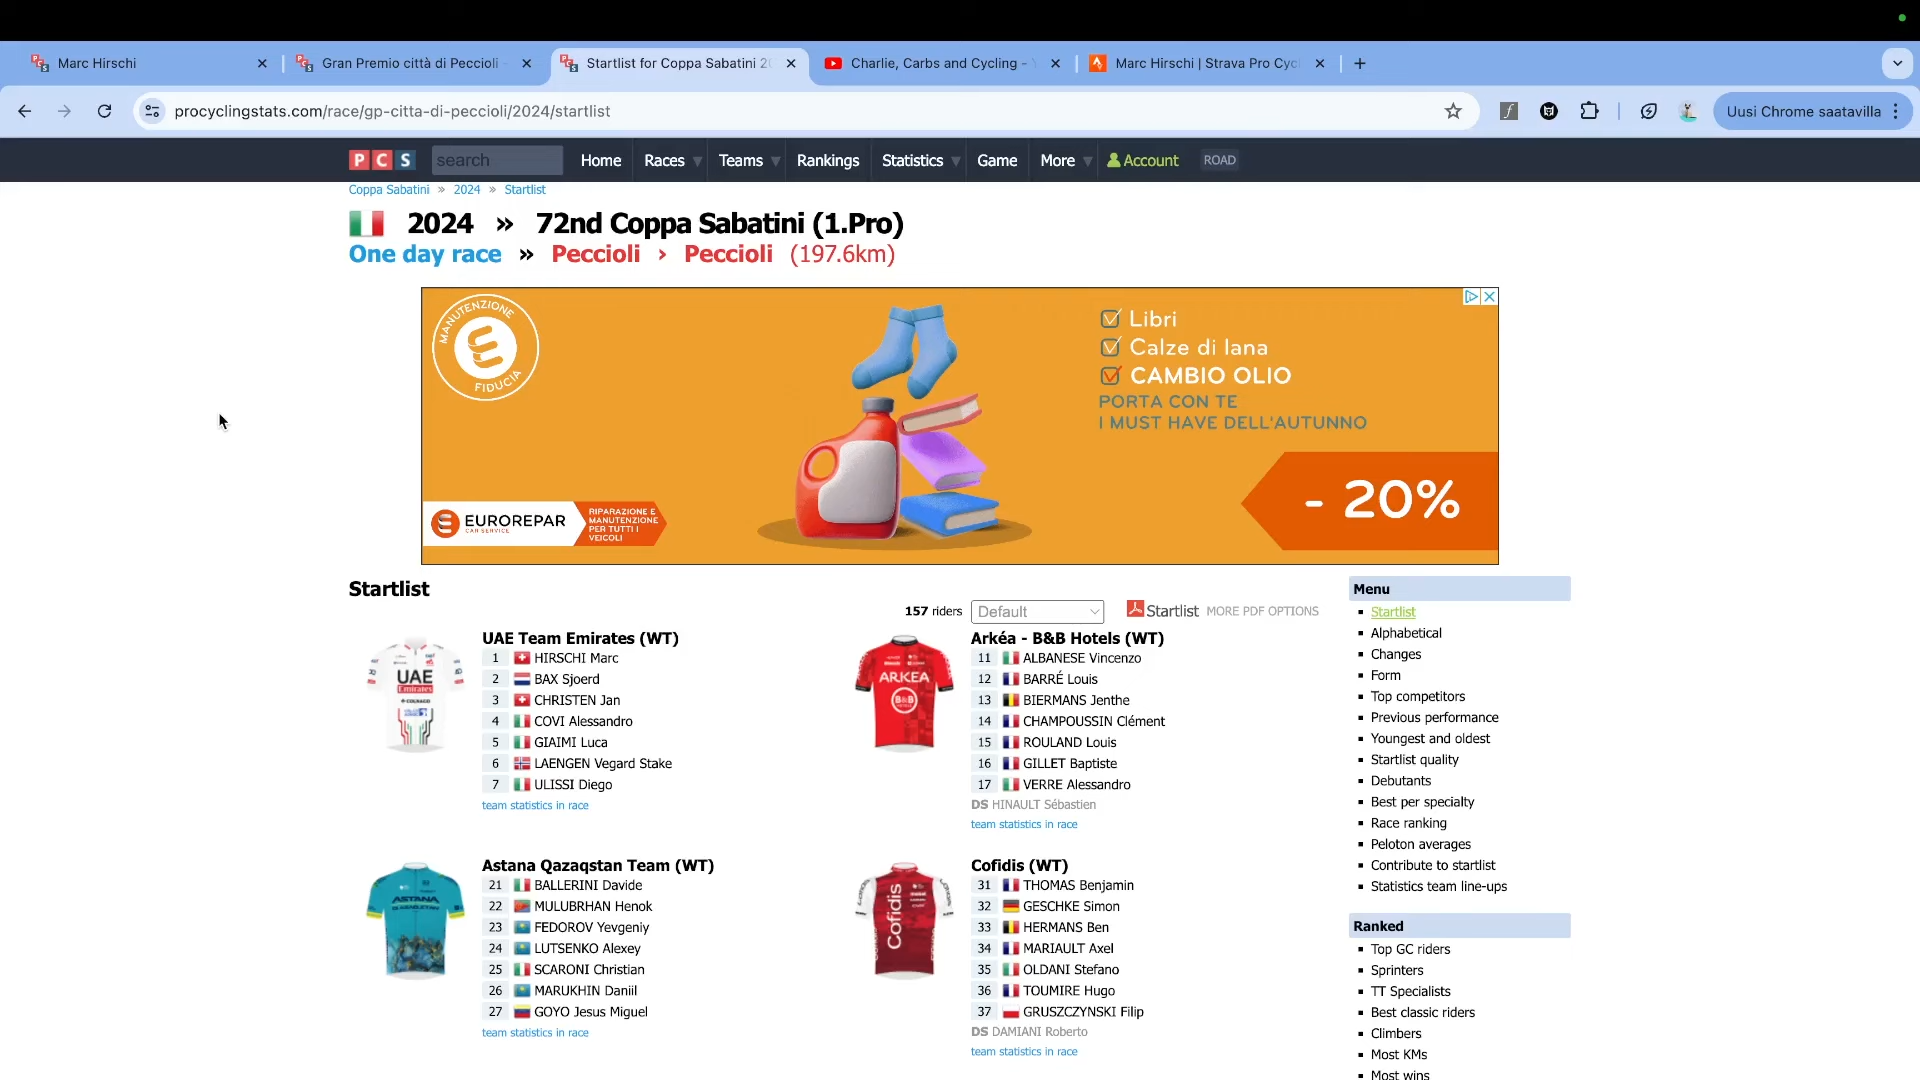 Marc Hirschi
Gran Premio città di Peccioli -
Startlist for Coppa Sabatini 20
Charlie, Carbs and Cycling -
Marc Hirschi | Strava Pro Cyc
procyclingstats.com/race/gp-citta-di-peccioli/2024/startlist
Uusi Chrome saatavilla
PCS
search
Home
Races
Teams
Rankings
Statistics
Game
More
Account
ROAD
Coppa Sabatini » 2024 » Startlist
2024 » 72nd Coppa Sabatini (1.Pro)
One day race » Peccioli › Peccioli (197.6km)
MANUTENZIONE
FIDUCIA
Libri
Calze di lana
CAMBIO OLIO
PORTA CON TE
I MUST HAVE DELL'AUTUNNO
- 20%
EUROREPAR
CAR SERVICE
RIPARAZIONE E
MANUTENZIONE
PER TUTTI I
VEICOLI
Startlist
157 riders
Default
Startlist MORE PDF OPTIONS
UAE
Emirates
UAE Team Emirates (WT)
1 HIRSCHI Marc
2 BAX Sjoerd
3 CHRISTEN Jan
4 COVI Alessandro
5 GIAIMI Luca
6 LAENGEN Vegard Stake
7 ULISSI Diego
team statistics in race
ARKEA
B&B
HOTELS
Arkéa - B&B Hotels (WT)
11 ALBANESE Vincenzo
12 BARRÉ Louis
13 BIERMANS Jenthe
14 CHAMPOUSSIN Clément
15 ROULAND Louis
16 GILLET Baptiste
17 VERRE Alessandro
DS HINAULT Sébastien
team statistics in race
ASTANA
Astana Qazaqstan Team (WT)
21 BALLERINI Davide
22 MULUBRHAN Henok
23 FEDOROV Yevgeniy
24 LUTSENKO Alexey
25 SCARONI Christian
26 MARUKHIN Daniil
27 GOYO Jesus Miguel
team statistics in race
Cofidis
Cofidis (WT)
31 THOMAS Benjamin
32 GESCHKE Simon
33 HERMANS Ben
34 MARIAULT Axel
35 OLDANI Stefano
36 TOUMIRE Hugo
37 GRUSZCZYNSKI Filip
DS DAMIANI Roberto
team statistics in race
Menu
Startlist
Alphabetical
Changes
Form
Top competitors
Previous performance
Youngest and oldest
Startlist quality
Debutants
Best per specialty
Race ranking
Peloton averages
Contribute to startlist
Statistics team line-ups
Ranked
Top GC riders
Sprinters
TT Specialists
Best classic riders
Climbers
Most KMs
Most wins